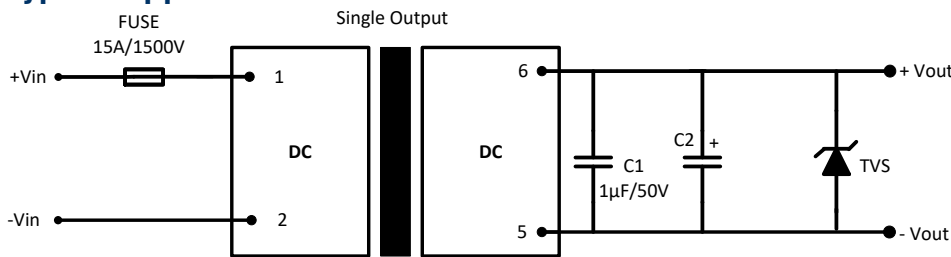 Single Output
FUSE
15A/1500V
+Vin
1
6
+ Vout
DC
DC
C1
1µF/50V
C2
+
TVS
-Vin
2
5
- Vout